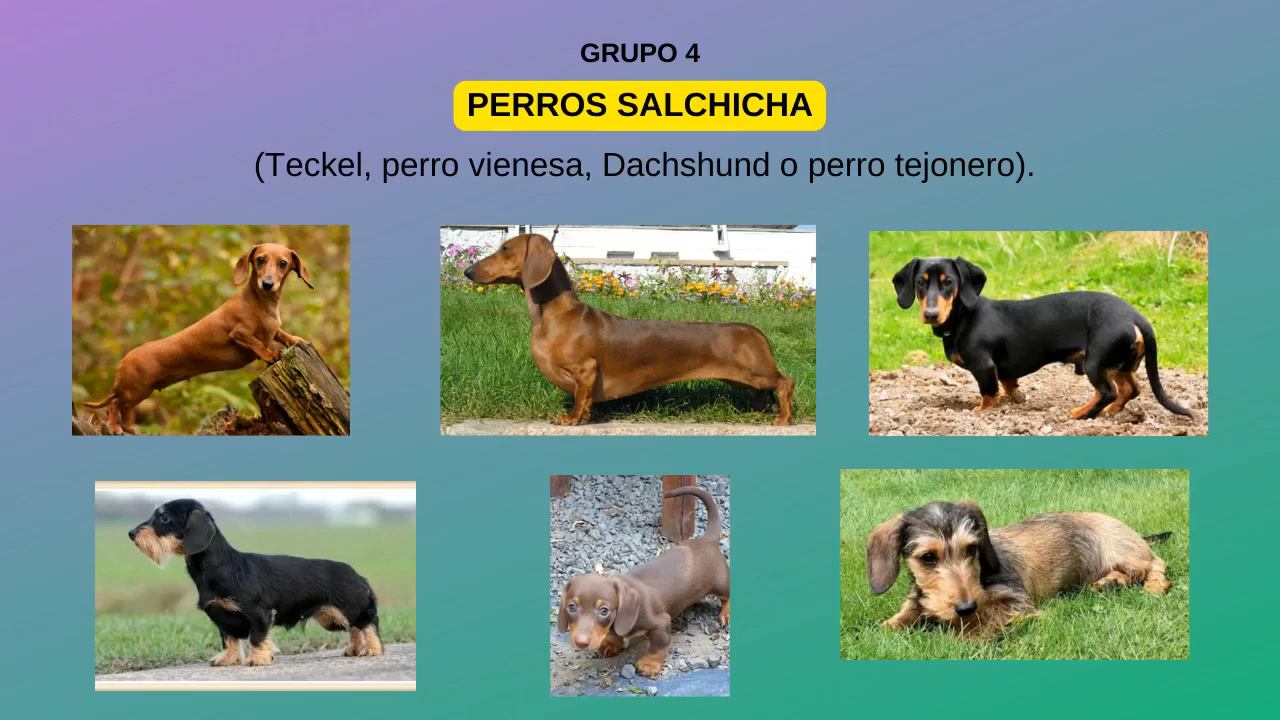 GRUPO 4
PERROS SALCHICHA
(Teckel, perro vienesa, Dachshund o perro tejonero).